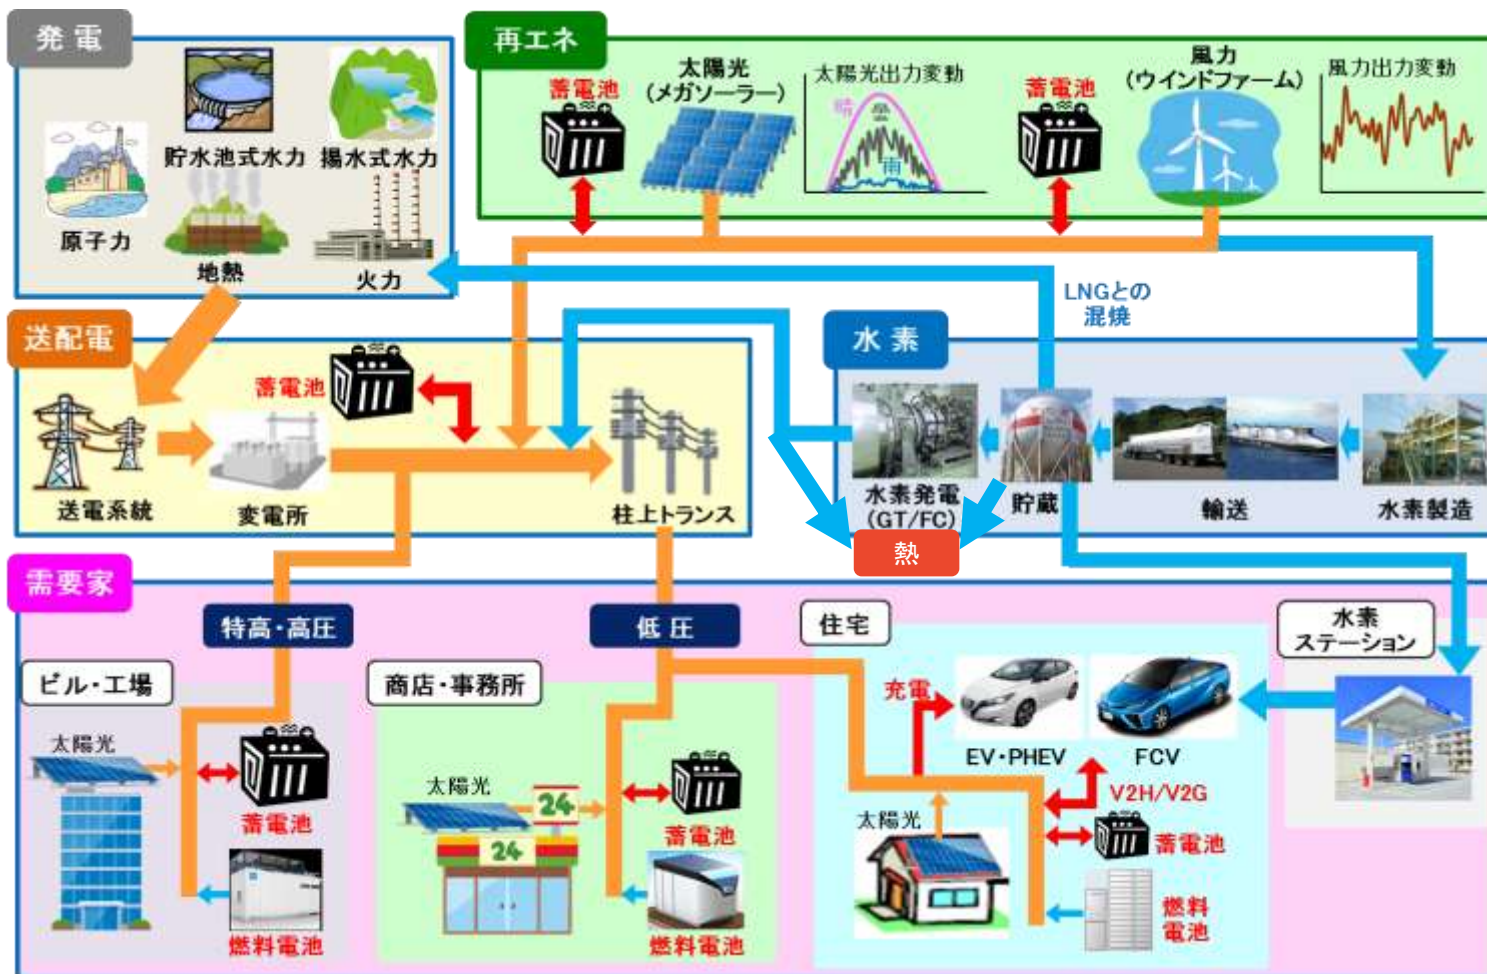 発電
貯水池式水力
揚水式水力
原子力
地熱
火力
再エネ
蓄電池
太陽光
(メガソーラー)
太陽光出力変動
晴
曇
雨
蓄電池
風力
(ウインドファーム)
風力出力変動
LNGとの
混焼
送配電
蓄電池
送電系統
変電所
柱上トランス
水素
水素発電
(GT/FC)
貯蔵
輸送
水素製造
熱
需要家
特高・高圧
低圧
ビル・工場
太陽光
蓄電池
燃料電池
商店・事務所
太陽光
24
24
蓄電池
燃料電池
住宅
充電
EV・PHEV
FCV
V2H/V2G
太陽光
蓄電池
燃料
電池
水素
ステーション